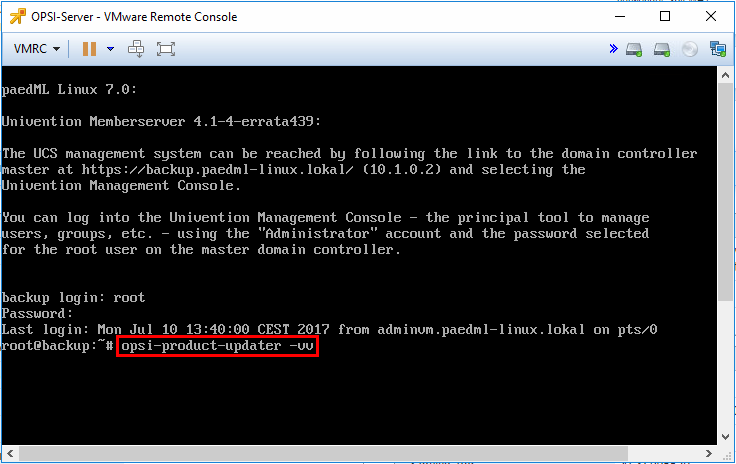 OPSI-Server - VMware Remote Console
VMRC
paedML Linux 7.0:
Univention Memberserver 4.1-4-errata439:
The UCS management system can be reached by following the link to the domain controller
master at https://backup.paedml-linux.lokal/ (10.1.0.2) and selecting the
Univention Management Console.
You can log into the Univention Management Console - the principal tool to manage
users, groups, etc. - using the "Administrator" account and the password selected
for the root user on the master domain controller.
backup login: root
Password:
Last login: Mon Jul 10 13:40:00 CEST 2017 from adminvm.paedml-linux.lokal on pts/0
root@backup:~# opsi-product-updater -vv